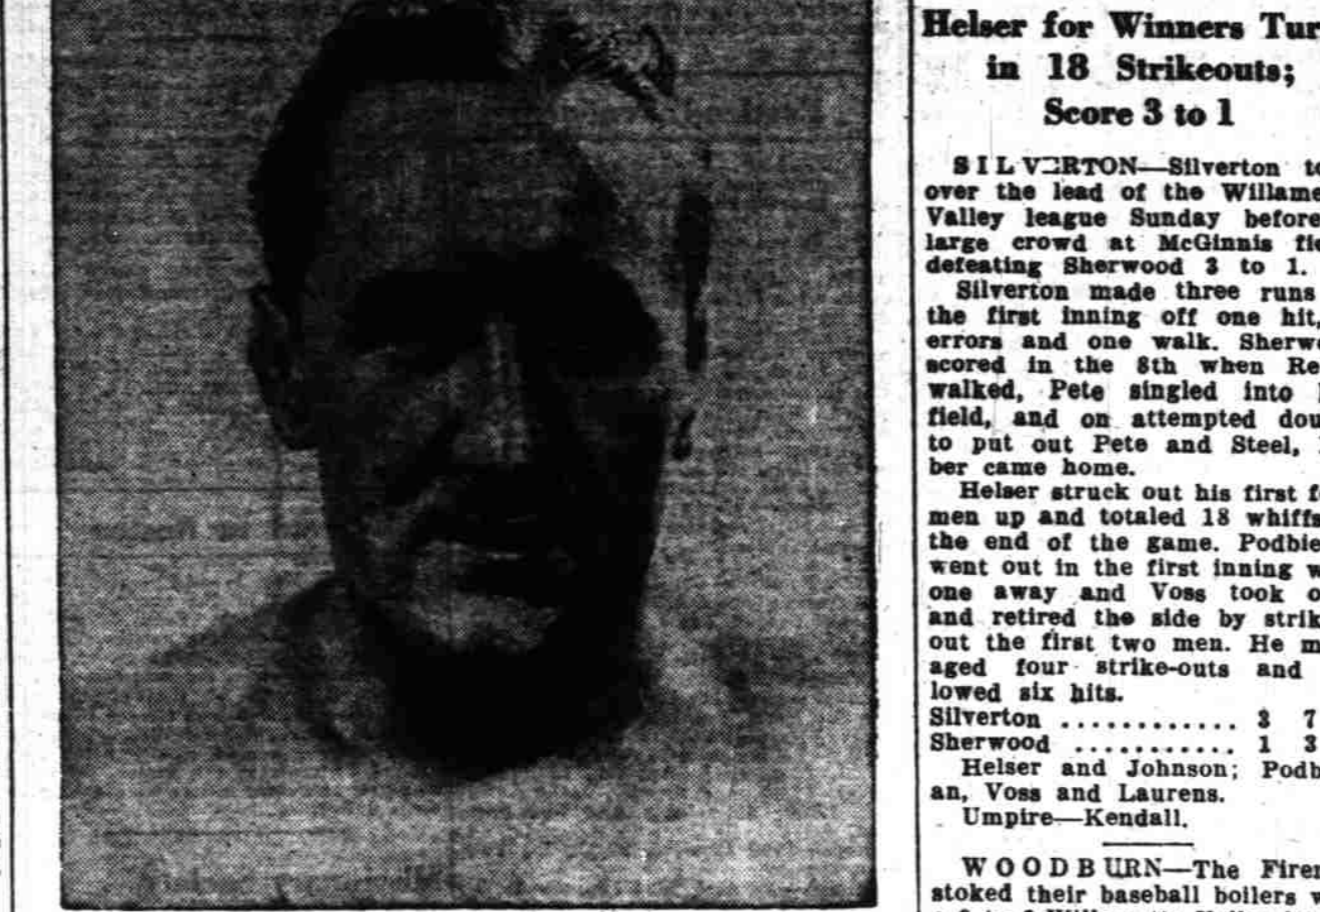 Helser for Winners Tur
in 18 Strikeouts;
Score 3 to 1
SILVERTON—Silverton to
over the lead of the Willame
Valley league Sunday before
large crowd at McGinnis fie
defeating Sherwood 3 to 1.
Silverton made three runs
the first inning off one hit,
errors and one walk. Sherwo
scored in the 8th when Re
walked, Pete singled into
field, and on attempted dou
to put out Pete and Steel,
ber came home.
Helser struck out his first fo
men up and totaled 18 whiffs
the end of the game. Podbie
went out in the first inning w
one away and Voss took o
and retired the side by strik
out the first two men. He m
aged four strike-outs and
lowed six hits.
Silverton ............. 3 7
Sherwood ............ 1 3
Helser and Johnson; Podb
an, Voss and Laurens.
Umpire—Kendall.
WOODBURN—The Firem
stoked their baseball boilers w